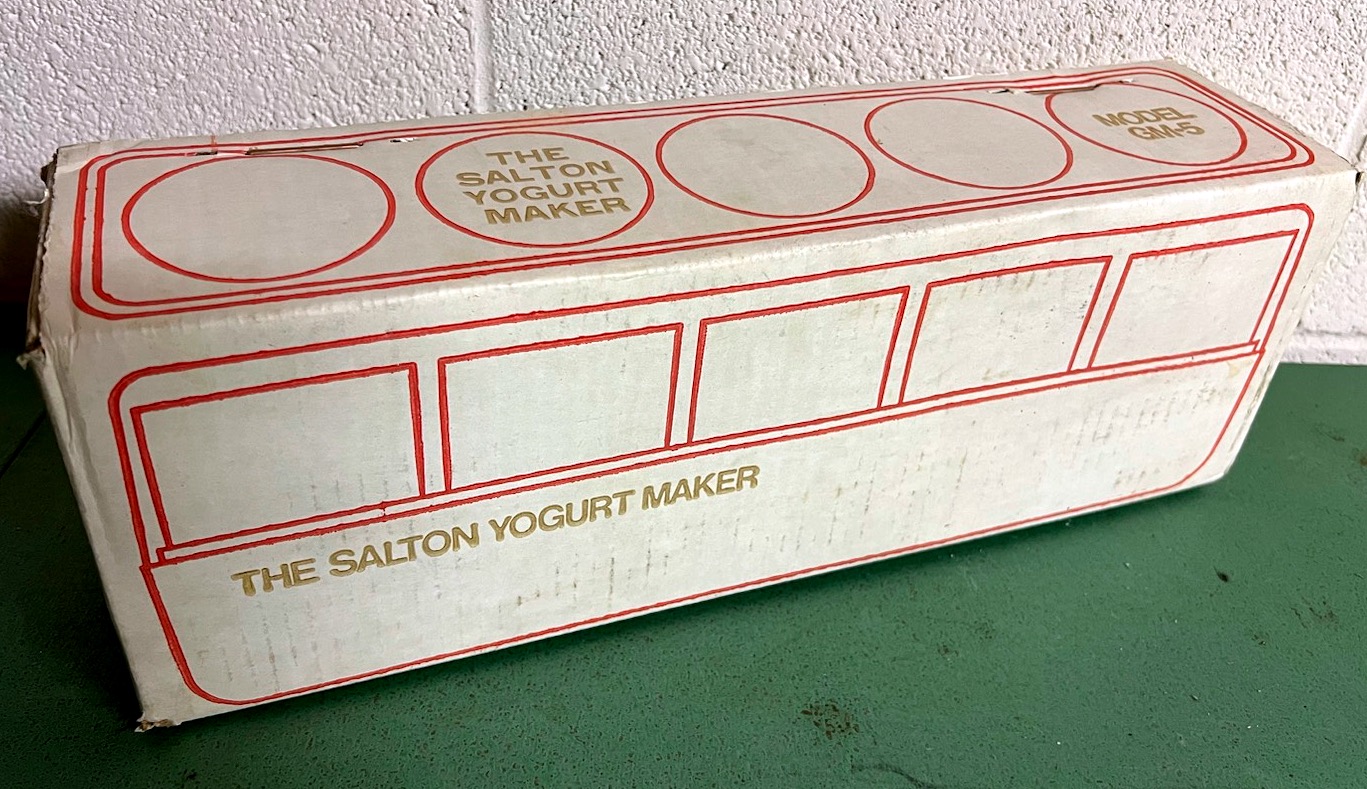 THE
SALTON
YOGURT
MAKER
MODEL
GM-5
THE SALTON YOGURT MAKER